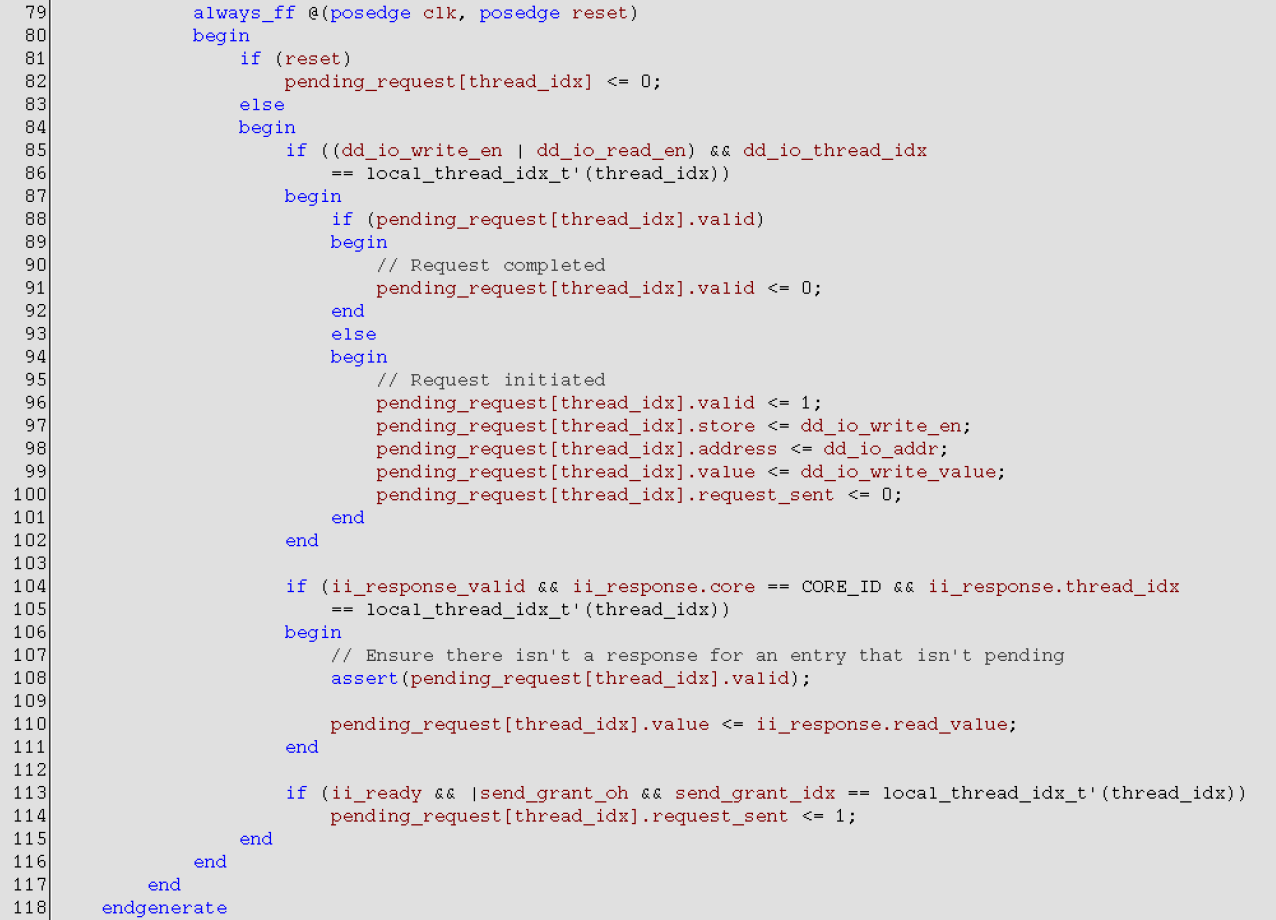 79 always_ff @(posedge clk, posedge reset)
80 begin
81 if (reset)
82 pending_request[thread_idx] <= 0;
83 else
84 begin
85 if ((dd_io_write_en | dd_io_read_en) && dd_io_thread_idx
86 == local_thread_idx_t'(thread_idx))
87 begin
88 if (pending_request[thread_idx].valid)
89 begin
90 // Request completed
91 pending_request[thread_idx].valid <= 0;
92 end
93 else
94 begin
95 // Request initiated
96 pending_request[thread_idx].valid <= 1;
97 pending_request[thread_idx].store <= dd_io_write_en;
98 pending_request[thread_idx].address <= dd_io_addr;
99 pending_request[thread_idx].value <= dd_io_write_value;
100 pending_request[thread_idx].request_sent <= 0;
101 end
102 end
103
104 if (ii_response_valid && ii_response.core == CORE_ID && ii_response.thread_idx
105 == local_thread_idx_t'(thread_idx))
106 begin
107 // Ensure there isn't a response for an entry that isn't pending
108 assert(pending_request[thread_idx].valid);
109
110 pending_request[thread_idx].value <= ii_response.read_value;
111 end
112
113 if (ii_ready && |send_grant_oh && send_grant_idx == local_thread_idx_t'(thread_idx))
114 pending_request[thread_idx].request_sent <= 1;
115 end
116 end
117 end
118 endgenerate